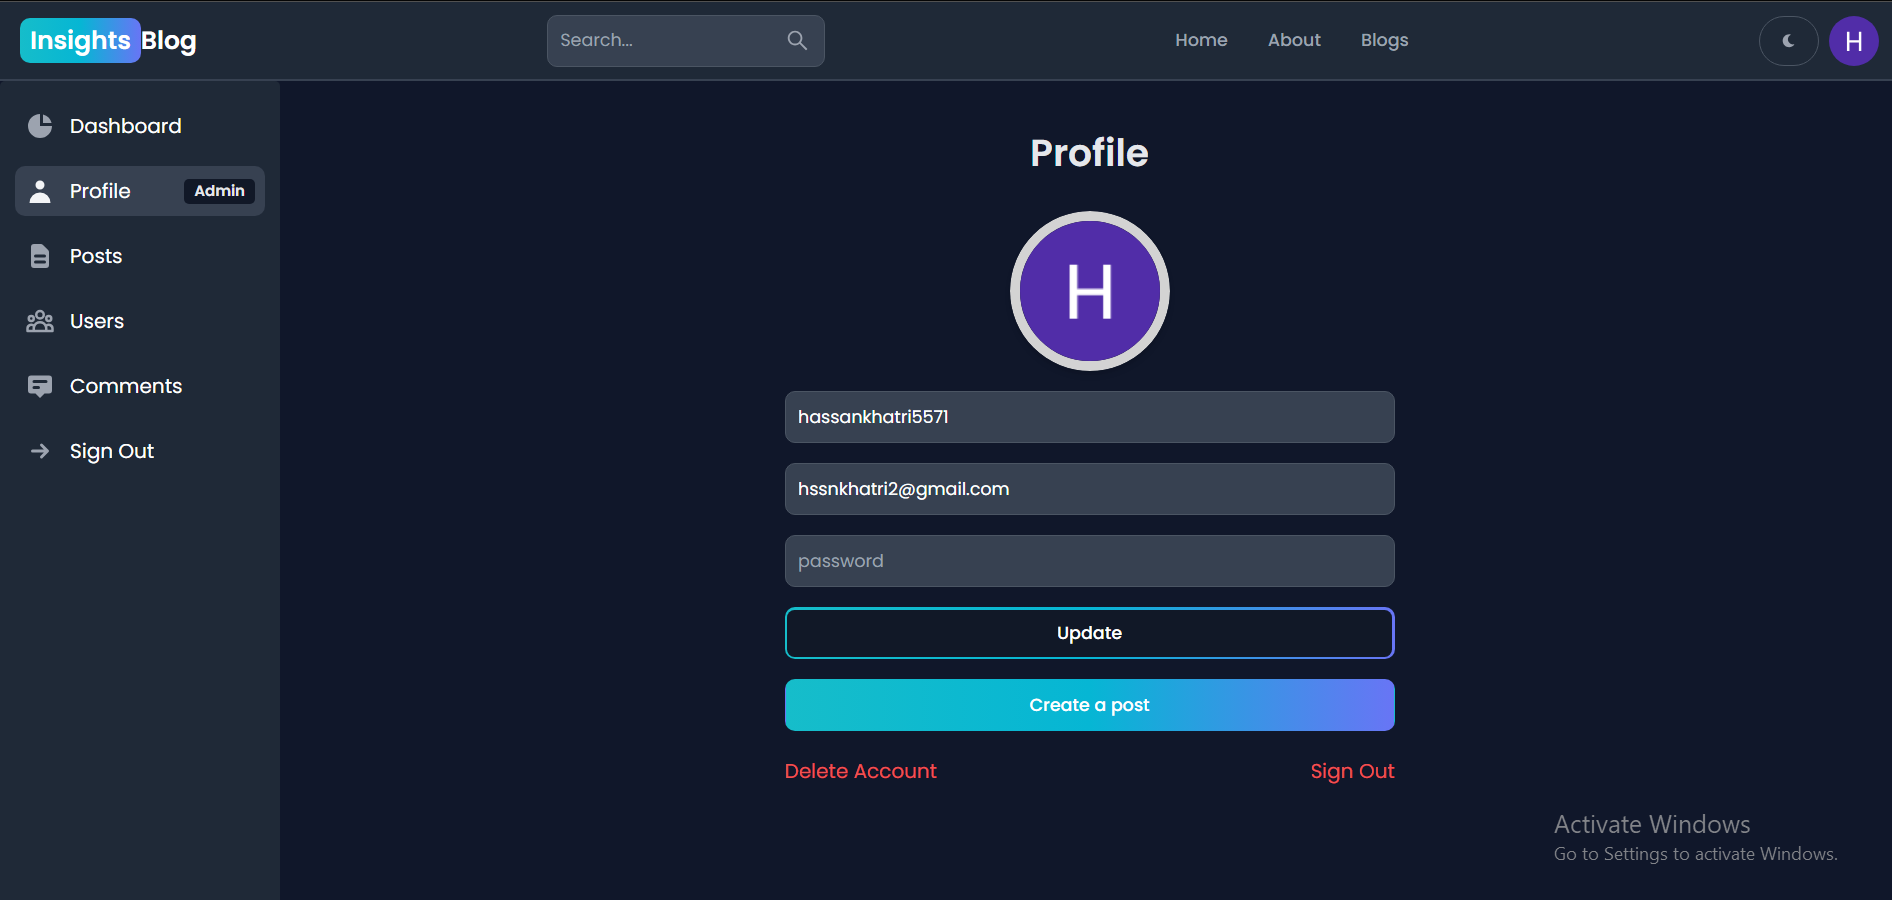 Insights Blog
Search...
Home
About
Blogs
H
Dashboard
Profile
Admin
Posts
Users
Comments
Sign Out
Profile
H
hassankhatri5571
hssnkhatri2@gmail.com
password
Update
Create a post
Delete Account
Sign Out
Activate Windows
Go to Settings to activate Windows.